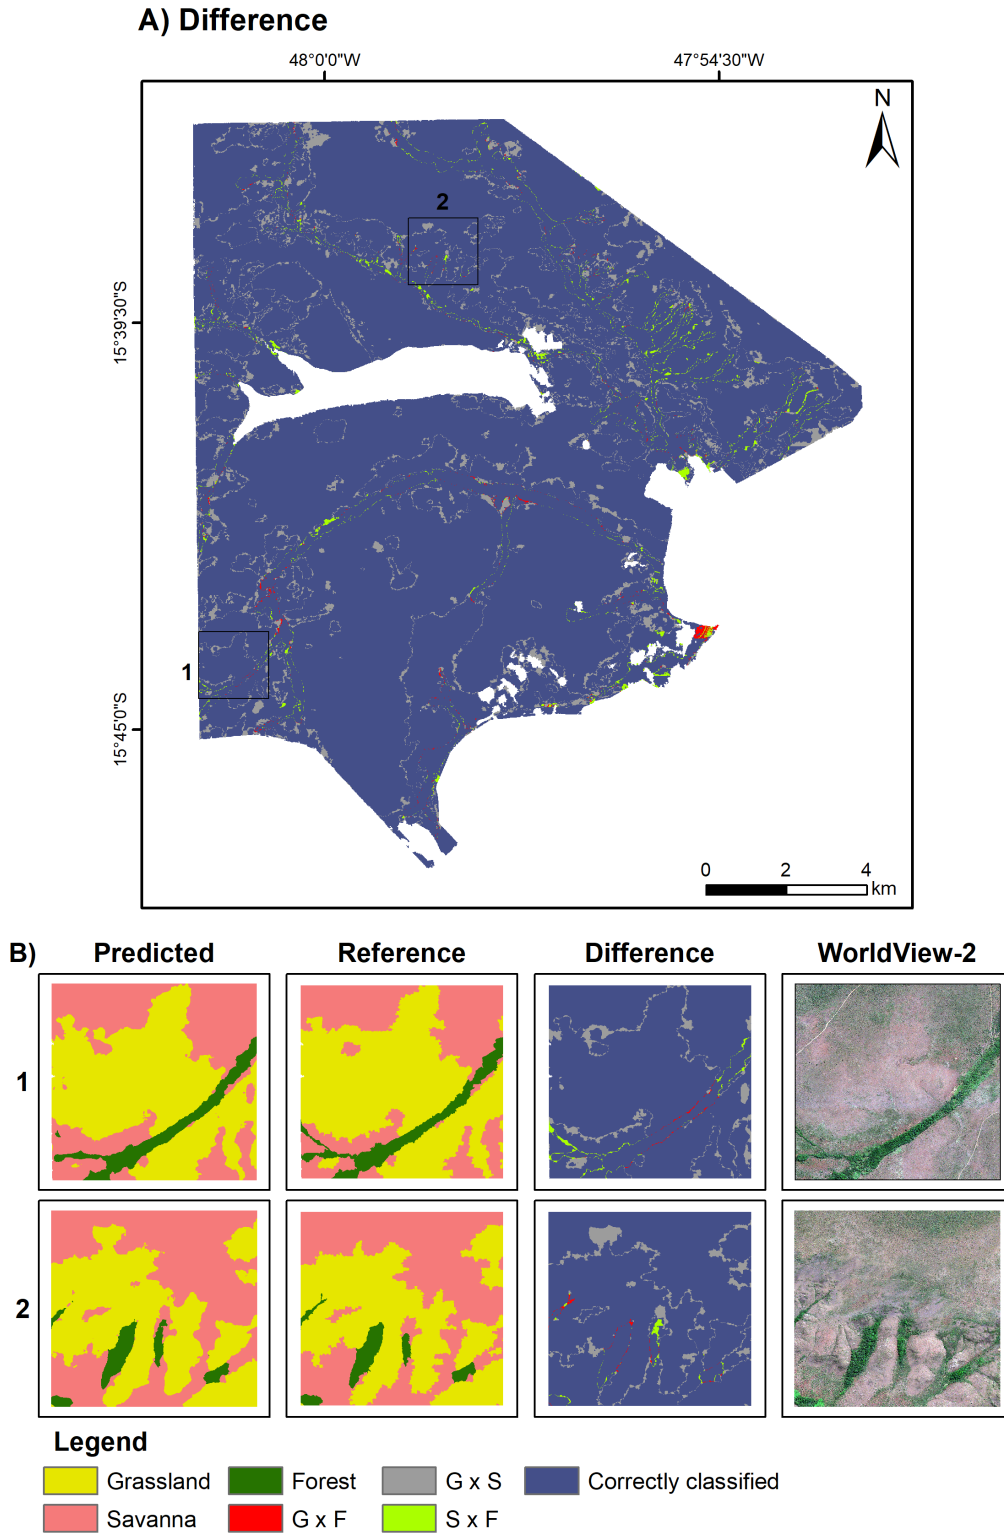 A) Difference
48°0'0"W
47°54'30"W
N
2
15°39'30"S
1
15°45'0"S
0 2 4
km
B) Predicted Reference Difference WorldView-2
1
2
Legend
Grassland Forest G x S Correctly classified
Savanna G x F S x F